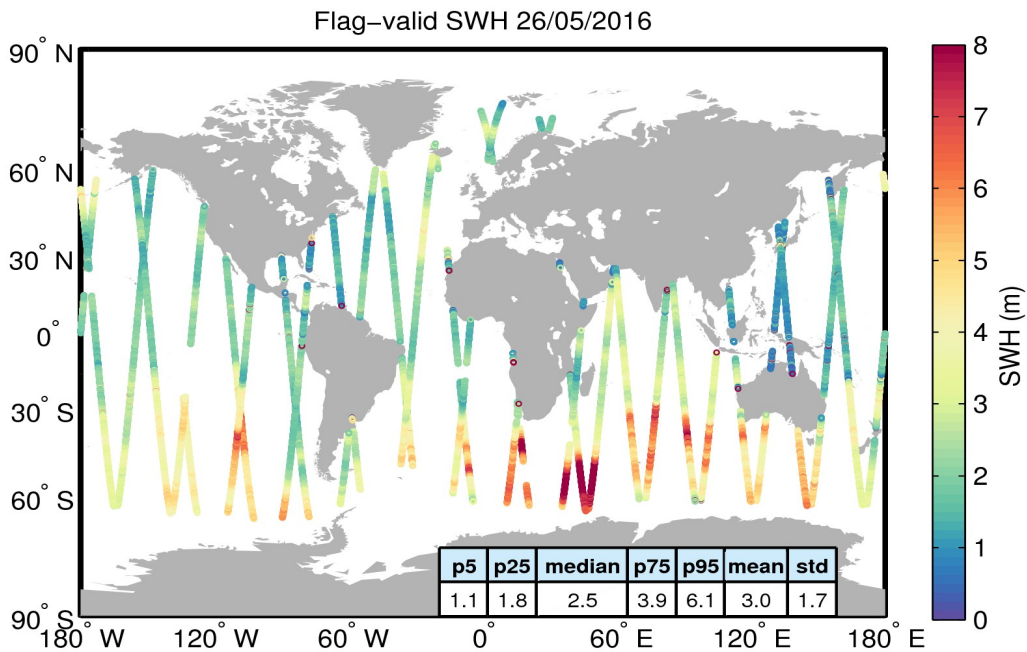 Flag−valid SWH 26/05/2016
90° N
60° N
30° N
0°
30° S
60° S
90° S
180° W
120° W
60° W
0°
60° E
120° E
180° E
p5 p25 median p75 p95 mean std
1.1 1.8 2.5 3.9 6.1 3.0 1.7
8
7
6
5
4
3
2
1
0
SWH (m)